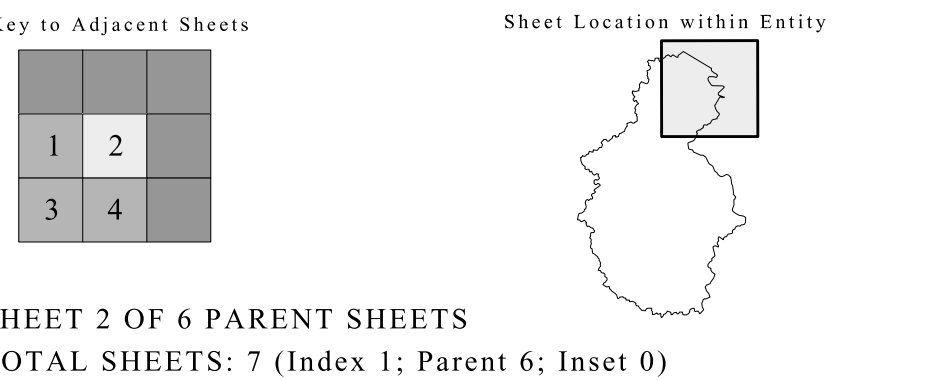 Key to Adjacent Sheets
Sheet Location within Entity
1 2
3 4
HEET 2 OF 6 PARENT SHEETS
OTAL SHEETS: 7 (Index 1; Parent 6; Inset 0)